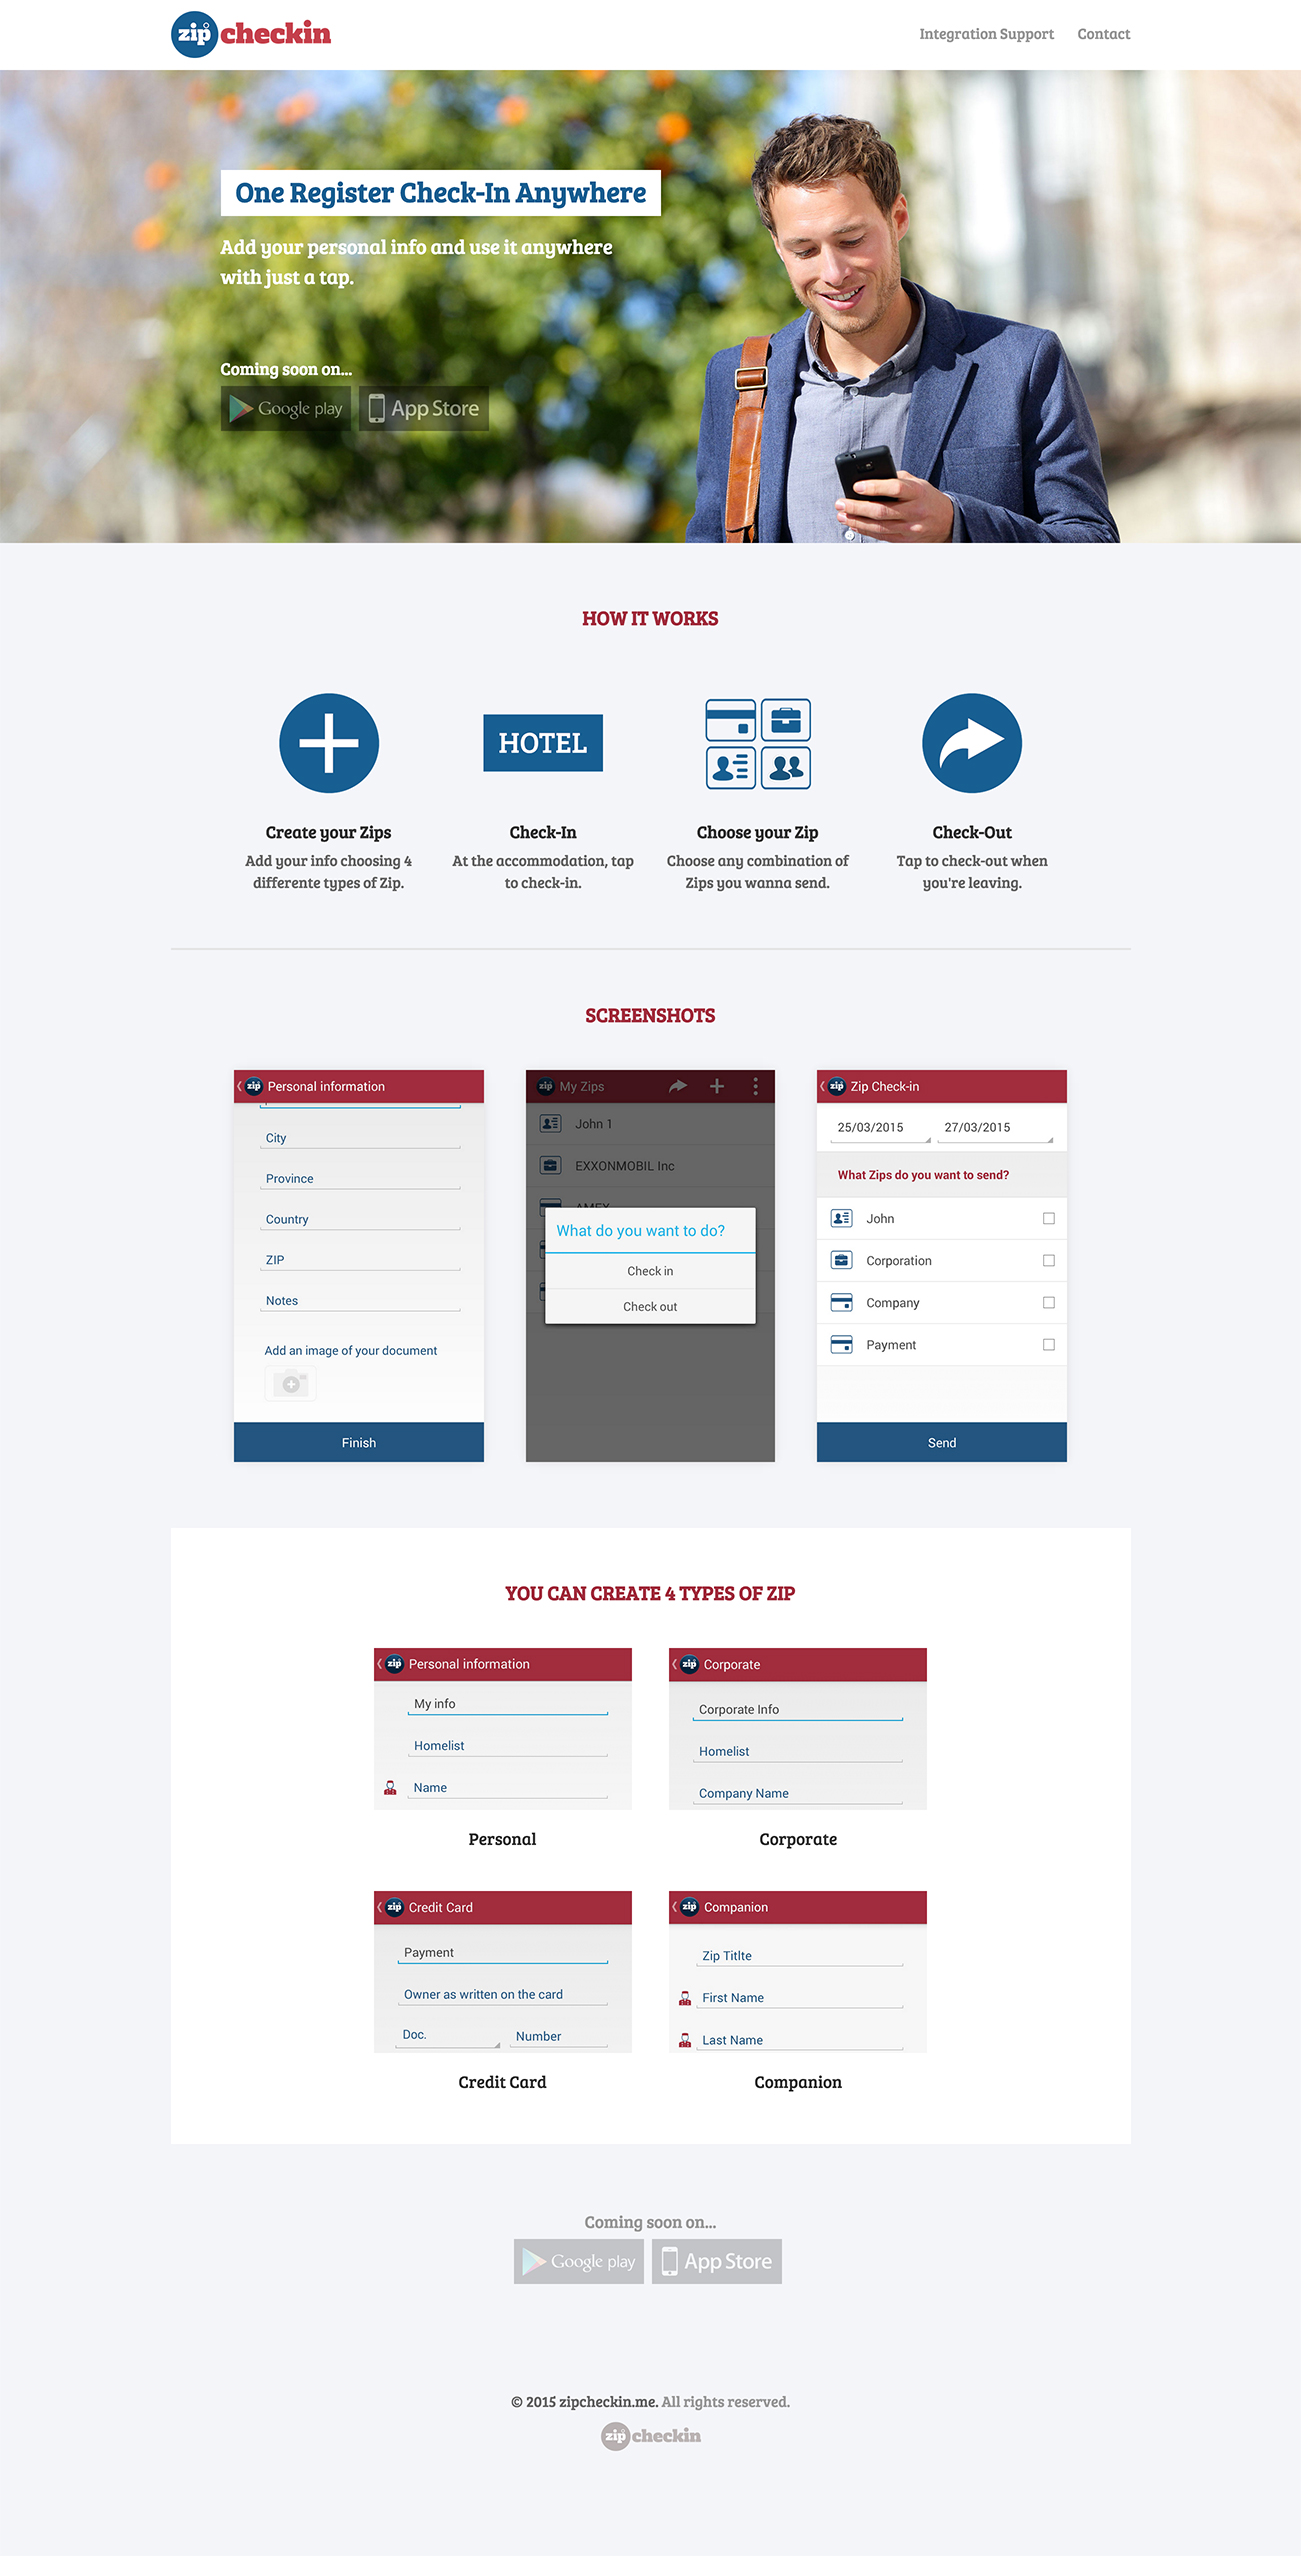 zip checkin
Integration Support Contact
One Register Check-In Anywhere
Add your personal info and use it anywhere
with just a tap.
Coming soon on...
Google play App Store
HOW IT WORKS
HOTEL
Create your Zips
Add your info choosing 4
differente types of Zip.
Check-In
At the accommodation, tap
to check-in.
Choose your Zip
Choose any combination of
Zips you wanna send.
Check-Out
Tap to check-out when
you're leaving.
SCREENSHOTS
zip Personal information
City
Province
Country
ZIP
Notes
Add an image of your document
Finish
zip My Zips
John 1
EXXONMOBIL Inc
AMEX
What do you want to do?
Check in
Check out
zip Zip Check-in
25/03/2015 27/03/2015
What Zips do you want to send?
John
Corporation
Company
Payment
Send
YOU CAN CREATE 4 TYPES OF ZIP
zip Personal information
My info
Homelist
Name
Personal
zip Corporate
Corporate Info
Homelist
Company Name
Corporate
zip Credit Card
Payment
Owner as written on the card
Doc. Number
Credit Card
zip Companion
Zip Titlte
First Name
Last Name
Companion
Coming soon on...
Google play App Store
© 2015 zipcheckin.me. All rights reserved.
zip checkin